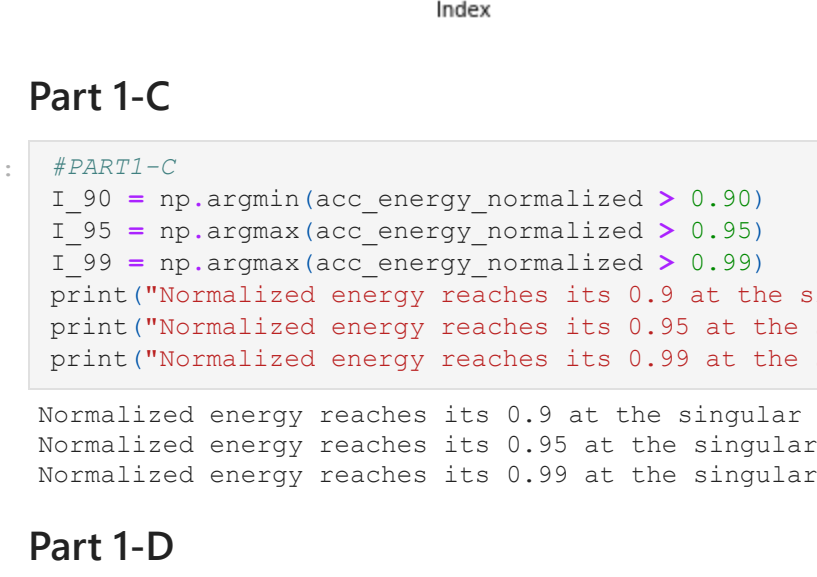 Index
Part 1-C
:
#PART1-C
I_90 = np.argmin(acc_energy_normalized > 0.90)
I_95 = np.argmax(acc_energy_normalized > 0.95)
I_99 = np.argmax(acc_energy_normalized > 0.99)
print("Normalized energy reaches its 0.9 at the s
print("Normalized energy reaches its 0.95 at the
print("Normalized energy reaches its 0.99 at the
Normalized energy reaches its 0.9 at the singular
Normalized energy reaches its 0.95 at the singular
Normalized energy reaches its 0.99 at the singular
Part 1-D